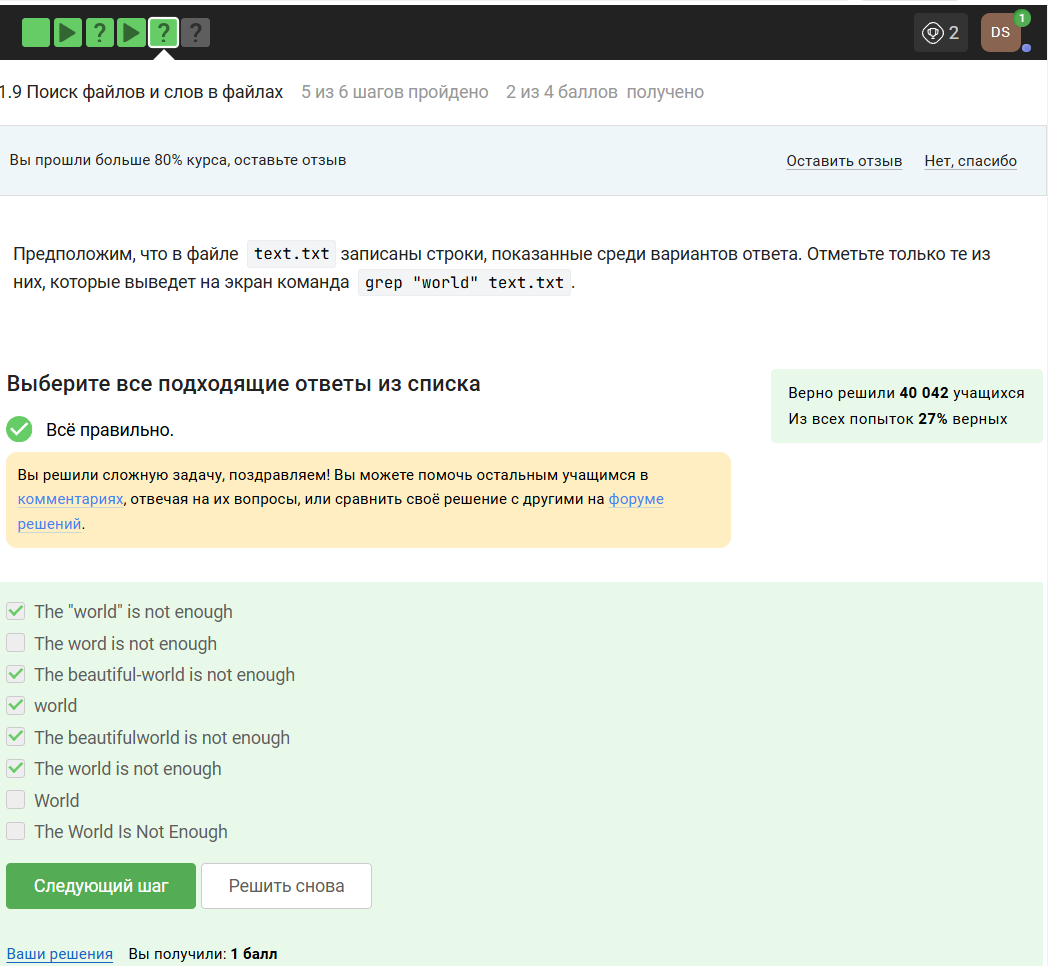 ? ? ? 2 DS 1
1.9 Поиск файлов и слов в файлах 5 из 6 шагов пройдено 2 из 4 баллов получено
Вы прошли больше 80% курса, оставьте отзыв Оставить отзыв Нет, спасибо
Предположим, что в файле text.txt записаны строки, показанные среди вариантов ответа. Отметьте только те из
них, которые выведет на экран команда grep "world" text.txt.
Выберите все подходящие ответы из списка
Верно решили 40 042 учащихся
Из всех попыток 27% верных
Всё правильно.
Вы решили сложную задачу, поздравляем! Вы можете помочь остальным учащимся в
комментариях, отвечая на их вопросы, или сравнить своё решение с другими на форуме
решений.
The "world" is not enough
The word is not enough
The beautiful-world is not enough
world
The beautifulworld is not enough
The world is not enough
World
The World Is Not Enough
Следующий шаг Решить снова
Ваши решения Вы получили: 1 балл